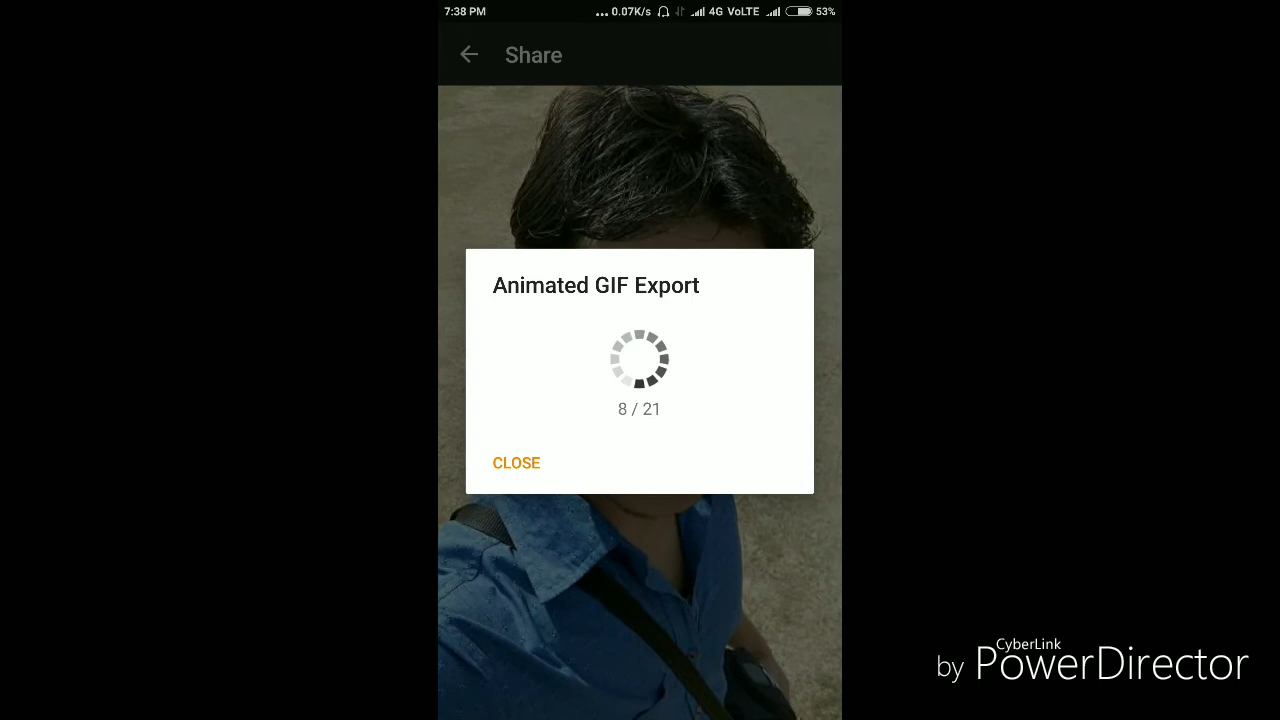 7:38 PM ... 0.07K/s 4G VoLTE 53%
Share
Animated GIF Export
8 / 21
CLOSE
CyberLink
by PowerDirector